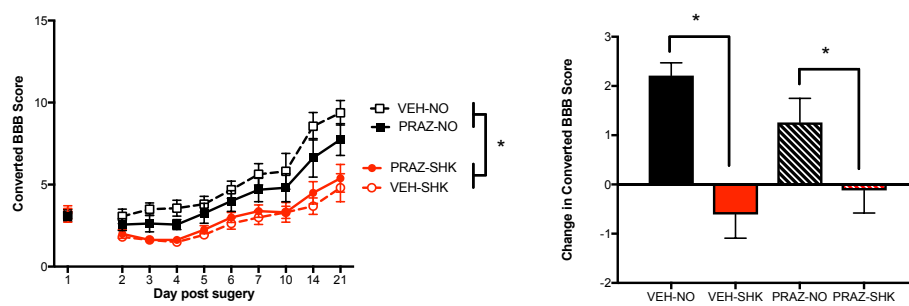 15
10
5
0
Converted BBB Score
1 2 3 4 5 6 7 10 14 21
Day post sugery
VEH-NO
PRAZ-NO
PRAZ-SHK
VEH-SHK
*
3
2
1
0
-1
-2
Change in Converted BBB Score
*
*
VEH-NO VEH-SHK PRAZ-NO PRAZ-SHK